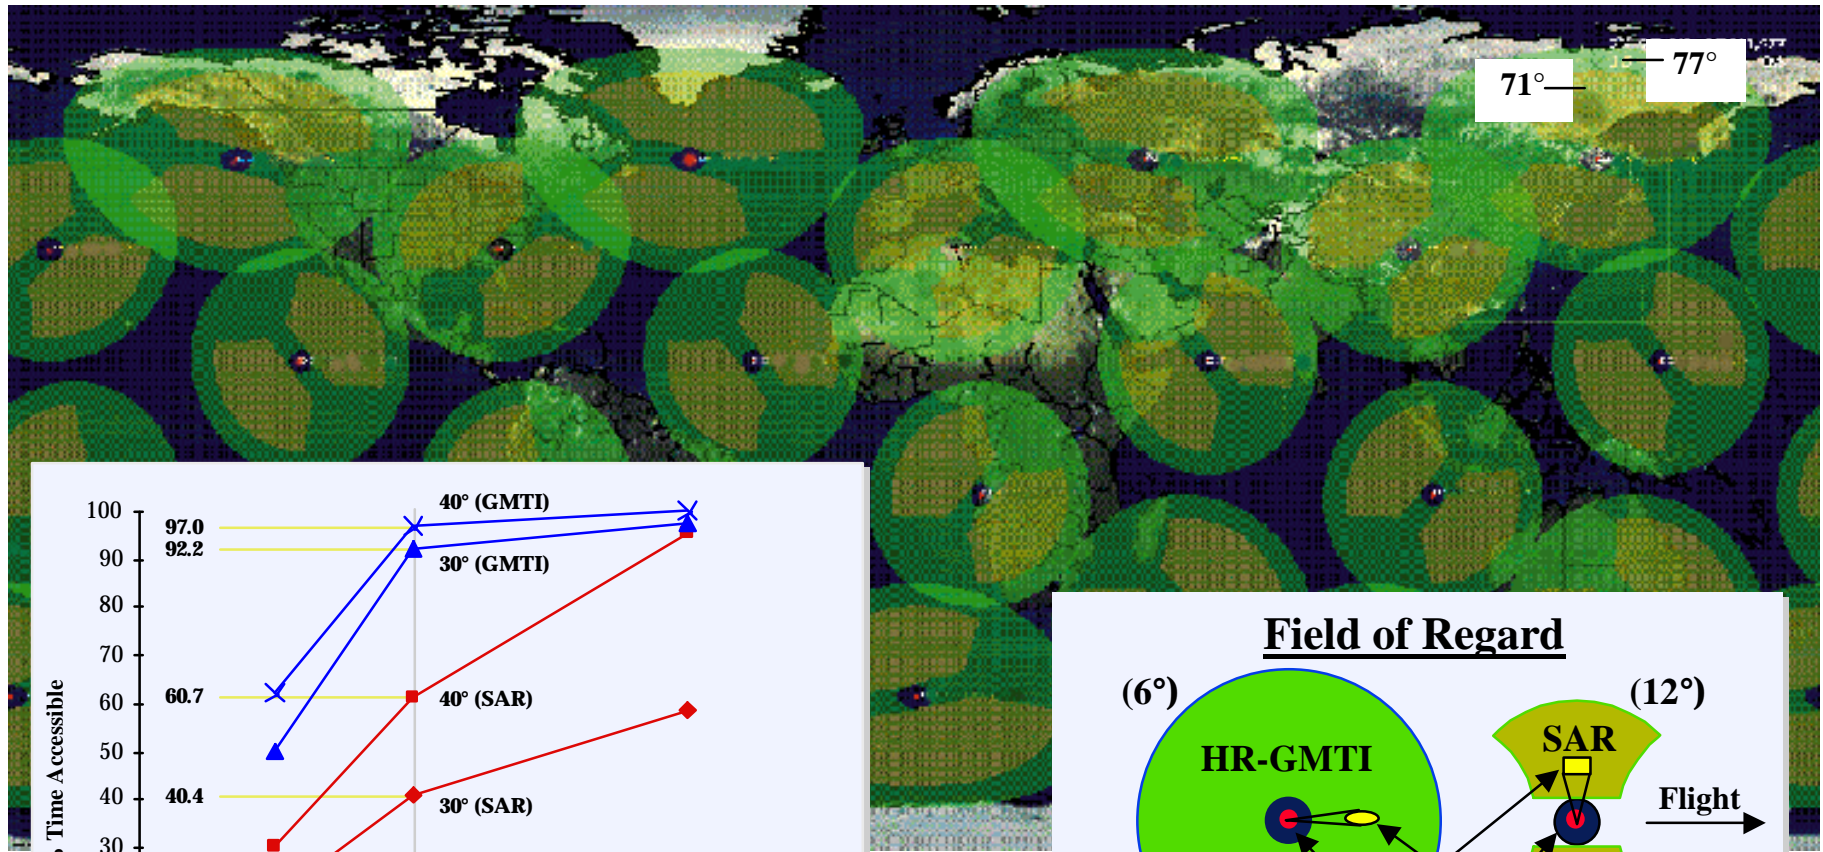 71°
77°
100
90
80
70
60
50
40
30
97.0
92.2
60.7
40.4
40° (GMTI)
30° (GMTI)
40° (SAR)
30° (SAR)
Time Accessible
Field of Regard
(6°)
(12°)
HR-GMTI
SAR
Flight